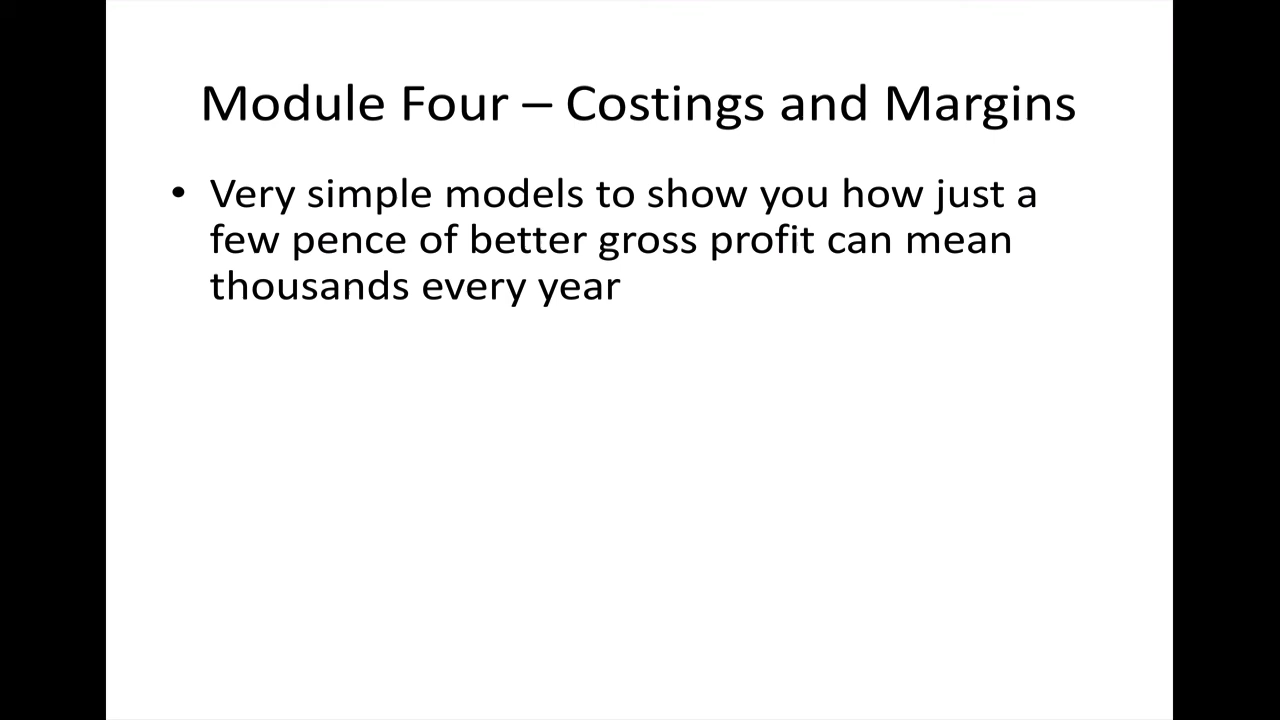 Module Four – Costings and Margins
• Very simple models to show you how just a
few pence of better gross profit can mean
thousands every year